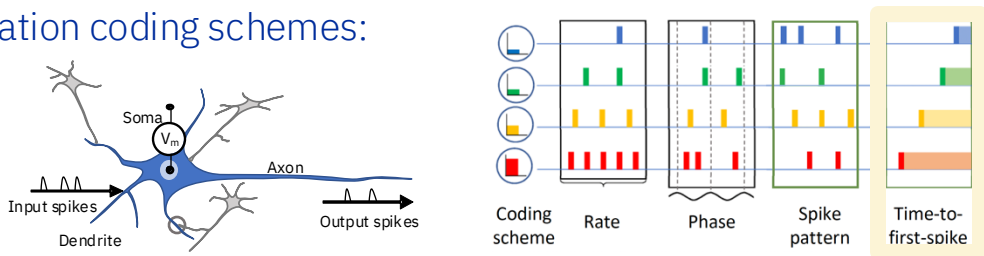 ation coding schemes:
Soma
Vm
Axon
Input spikes
Output spikes
Dendrite
Coding
scheme
Rate
Phase
Spike
pattern
Time-to-
first-spike